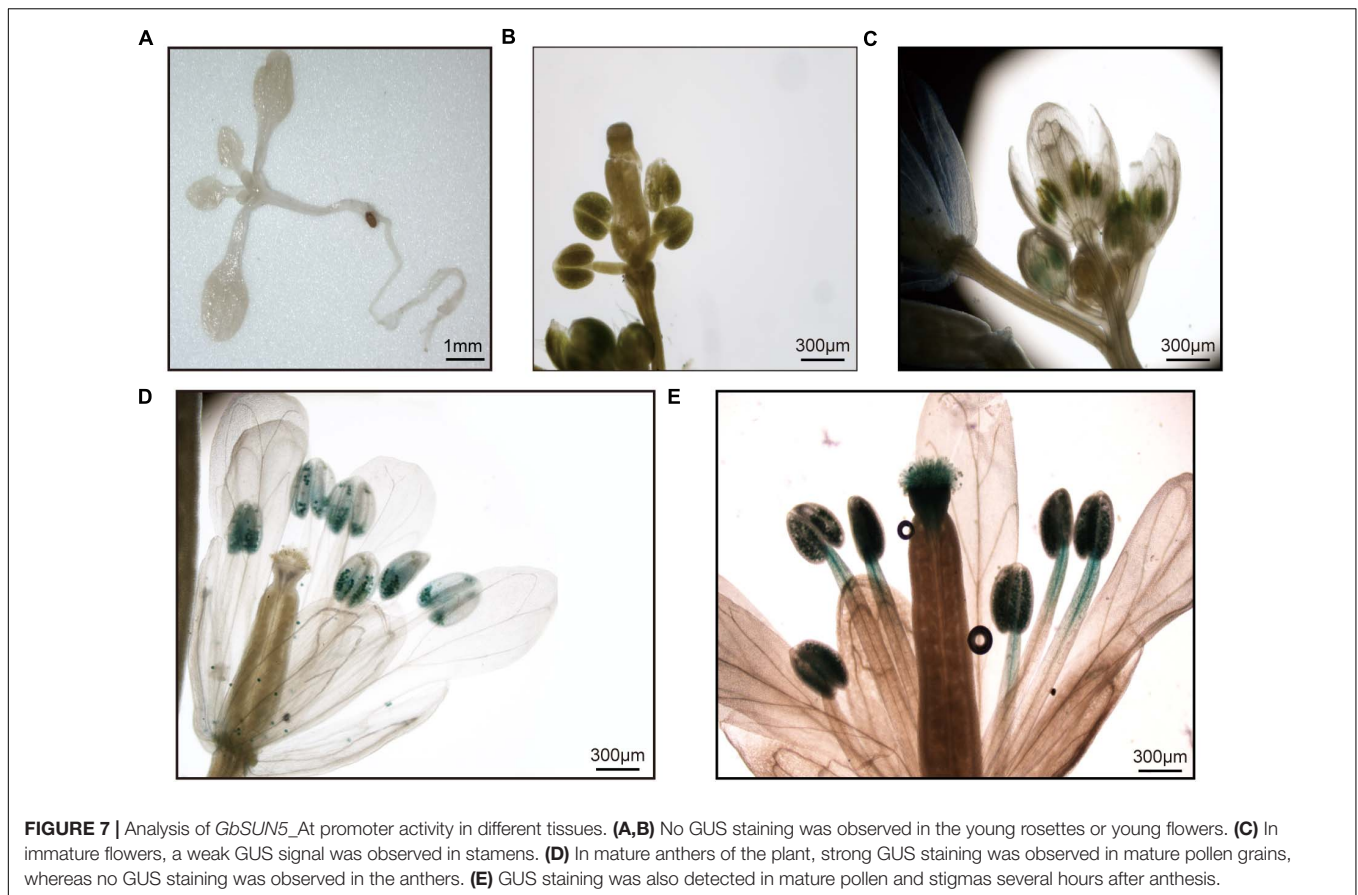 A
B
C
1mm
300µm
300µm
D
E
300µm
300µm
FIGURE 7 | Analysis of GbSUN5_At promoter activity in different tissues. (A,B) No GUS staining was observed in the young rosettes or young flowers. (C) In
immature flowers, a weak GUS signal was observed in stamens. (D) In mature anthers of the plant, strong GUS staining was observed in mature pollen grains,
whereas no GUS staining was observed in the anthers. (E) GUS staining was also detected in mature pollen and stigmas several hours after anthesis.